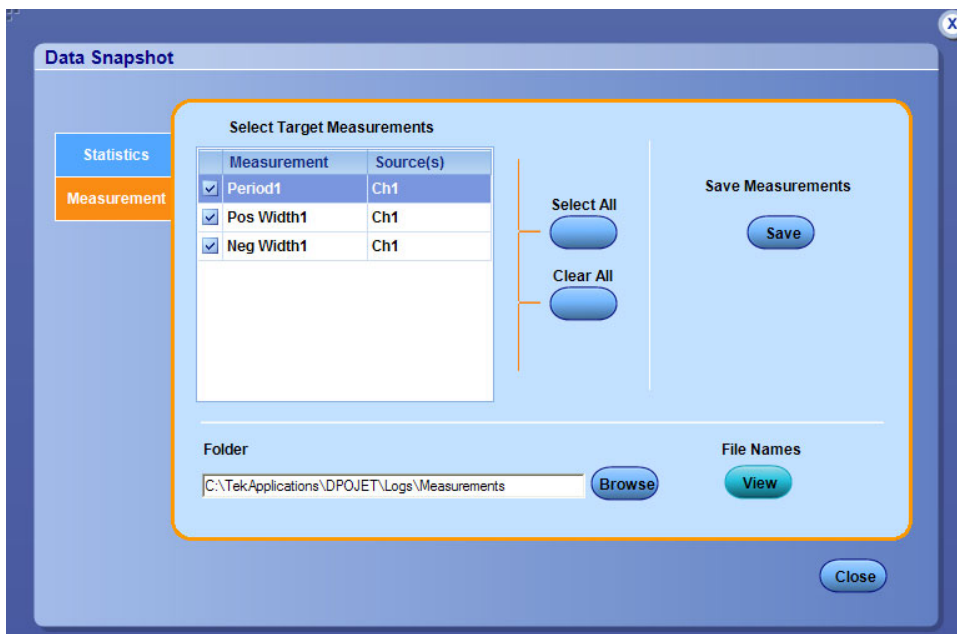 X
Data Snapshot
Statistics
Measurement
Select Target Measurements
Measurement Source(s)
Period1 Ch1
Pos Width1 Ch1
Neg Width1 Ch1
Select All
Clear All
Save Measurements
Save
Folder
C:\TekApplications\DPOJET\Logs\Measurements
Browse
File Names
View
Close